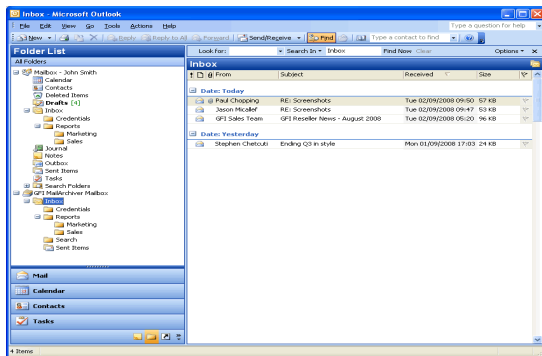 Inbox - Microsoft Outlook
File Edit View Go Tools Actions Help Type a question for help
New Reply Reply to All Forward Send/Receive Find Type a contact to find
Folder List
Look for: Search In Inbox Find Now Clear Options
All Folders
Inbox
From Subject Received Size
Mailbox - John Smith
Calendar
Contacts
Deleted Items
Drafts [4]
Inbox
Credentials
Reports
Marketing
Sales
Journal
Notes
Outbox
Sent Items
Tasks
Search Folders
GFI MailArchiver Mailbox
Inbox
Credentials
Reports
Marketing
Sales
Search
Sent Items
Date: Today
Paul Chopping RE: Screenshots Tue 02/09/2008 09:50 57 KB
Jason Micallef RE: Screenshots Tue 02/09/2008 09:47 53 KB
GFI Sales Team GFI Reseller News - August 2008 Tue 02/09/2008 05:20 96 KB
Date: Yesterday
Stephen Chetcuti Ending Q3 in style Mon 01/09/2008 17:03 24 KB
Mail
Calendar
Contacts
Tasks
4 Items